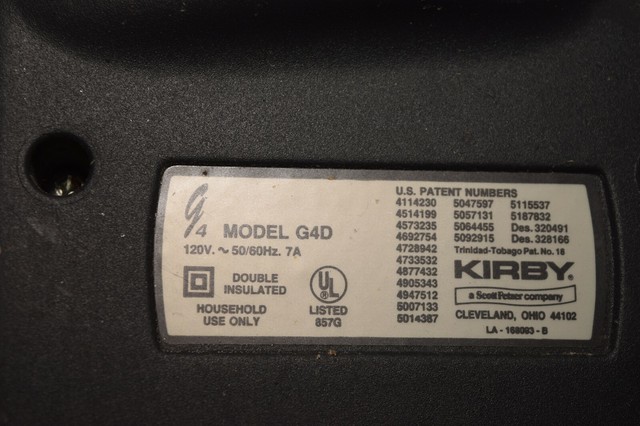 G4 MODEL G4D
120V. ~ 50/60Hz. 7A
DOUBLE
INSULATED
UL
HOUSEHOLD
USE ONLY
LISTED
857G
U.S. PATENT NUMBERS
4114230 5047597 5115537
4514199 5057131 5187832
4573235 5064455 Des. 320491
4692754 5092915 Des. 328166
4728942 Trinidad-Tobago Pat. No. 18
4733532
4877432
4905343
4947512
5007133
5014387
KIRBY®
a Scott Fetzer company
CLEVELAND, OHIO 44102
LA - 168093 - B